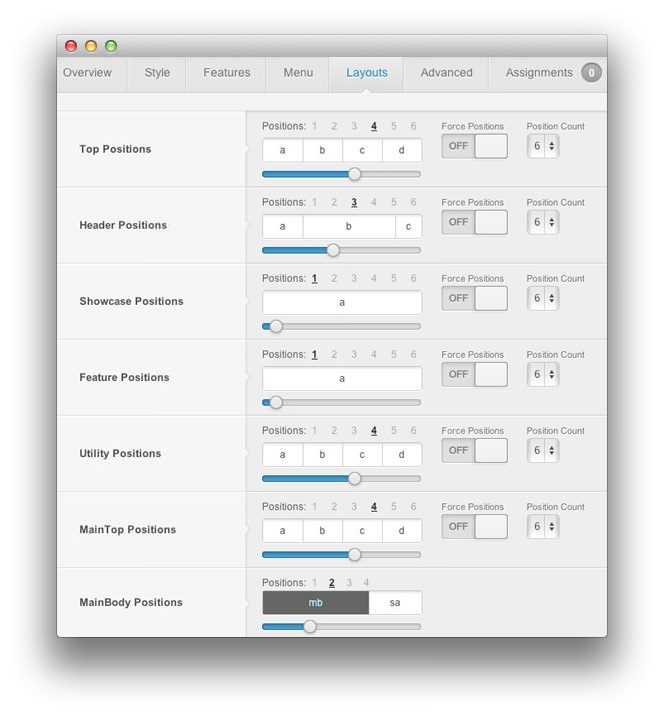 Overview Style Features Menu Layouts Advanced Assignments 0
Positions: 1 2 3 4 5 6 Force Positions Position Count
Top Positions a b c d OFF 6
Positions: 1 2 3 4 5 6 Force Positions Position Count
Header Positions a b c OFF 6
Positions: 1 2 3 4 5 6 Force Positions Position Count
Showcase Positions a OFF 6
Positions: 1 2 3 4 5 6 Force Positions Position Count
Feature Positions a OFF 6
Positions: 1 2 3 4 5 6 Force Positions Position Count
Utility Positions a b c d OFF 6
Positions: 1 2 3 4 5 6 Force Positions Position Count
MainTop Positions a b c d OFF 6
Positions: 1 2 3 4
MainBody Positions mb sa